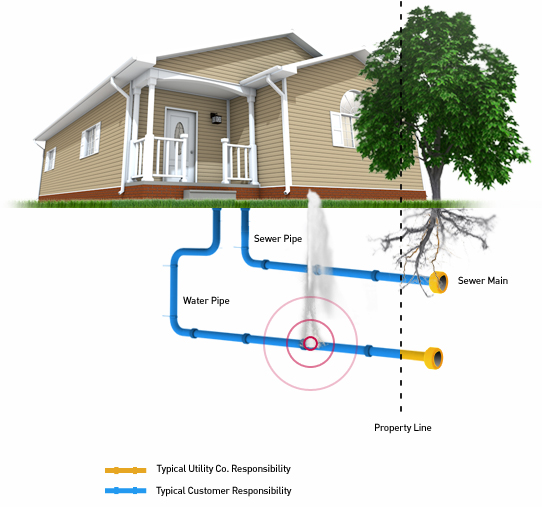 Sewer Pipe
Sewer Main
Water Pipe
Property Line
Typical Utility Co. Responsibility
Typical Customer Responsibility